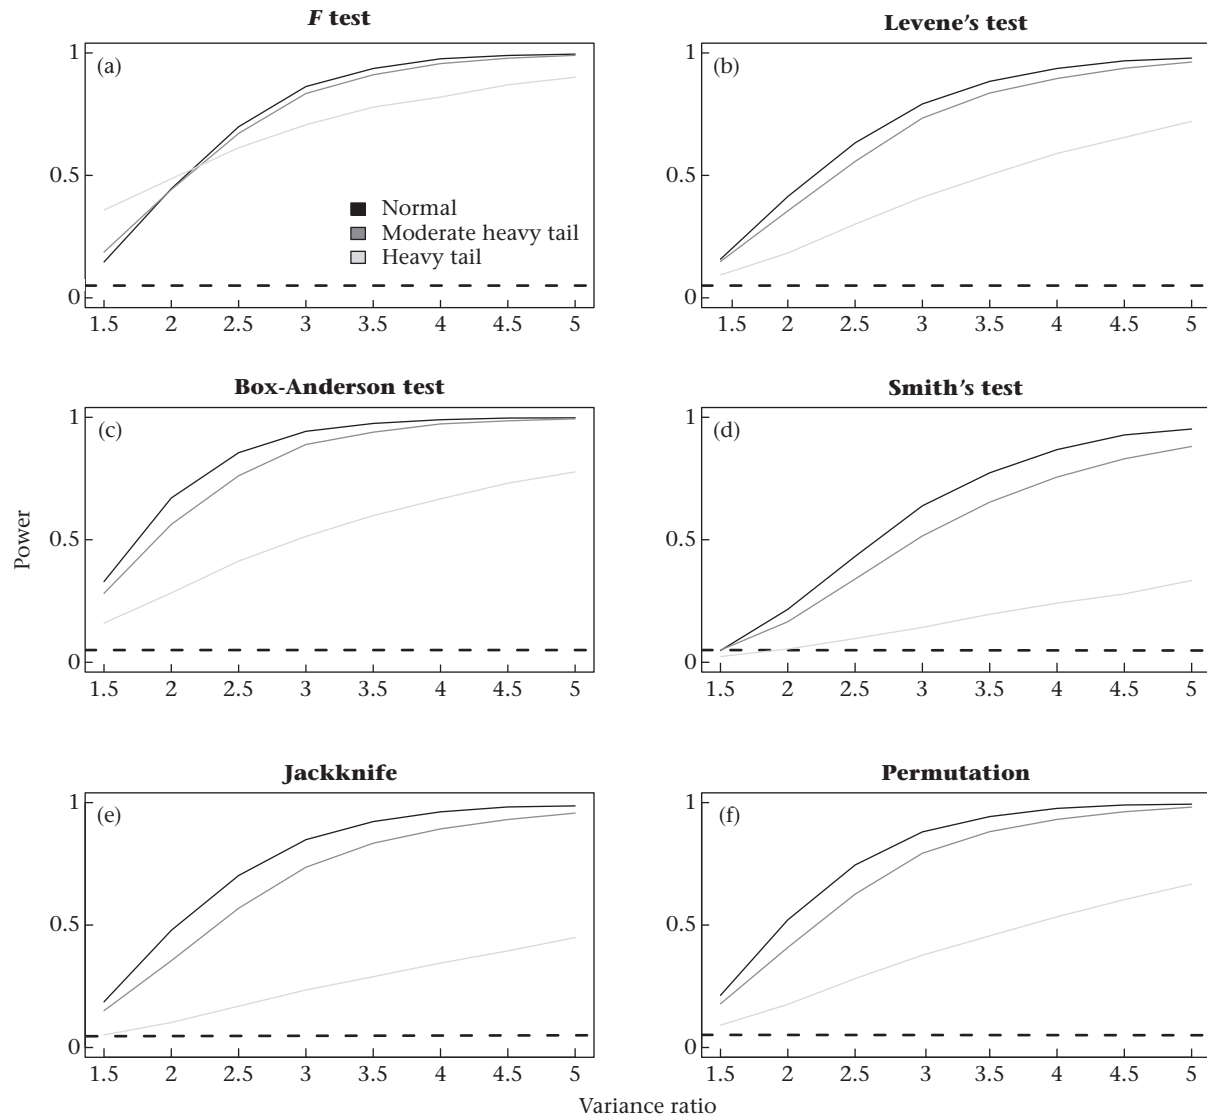 F test
(a)
1
0.5
0
Normal
Moderate heavy tail
Heavy tail
1.5 2 2.5 3 3.5 4 4.5 5
Levene's test
(b)
1
0.5
0
1.5 2 2.5 3 3.5 4 4.5 5
Box-Anderson test
(c)
1
0.5
0
1.5 2 2.5 3 3.5 4 4.5 5
Smith's test
(d)
1
0.5
0
1.5 2 2.5 3 3.5 4 4.5 5
Power
Jackknife
(e)
1
0.5
0
1.5 2 2.5 3 3.5 4 4.5 5
Permutation
(f)
1
0.5
0
1.5 2 2.5 3 3.5 4 4.5 5
Variance ratio